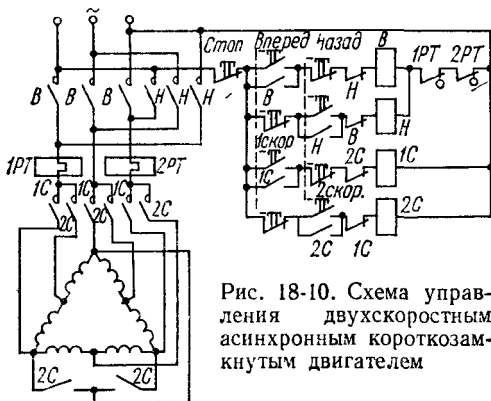 ~
Стоп Вперед Назад В 1РТ 2РТ
В В В Н Н Н
В Н
1скор Н В Н
1РТ 2РТ
1С 2С 1С
1С 1С 1С
2скор.
2С 2С 2С
2С
2С 1С
2С 2С
Рис. 18-10. Схема управ-
ления двухскоростным
асинхронным короткозам-
кнутым двигателем